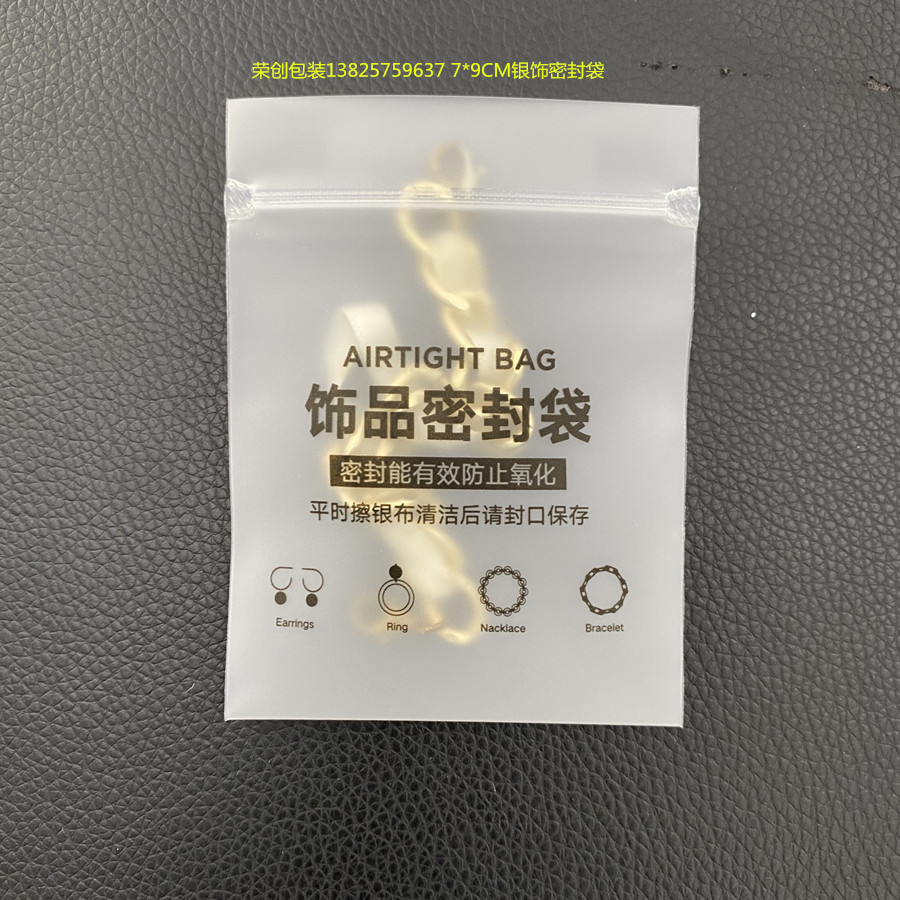 荣创包装13825759637 7*9CM银饰密封袋
AIRTIGHT BAG
饰品密封袋
密封能有效防止氧化
平时擦银布清洁后请封口保存
Earrings
Ring
Nacklace
Bracelet